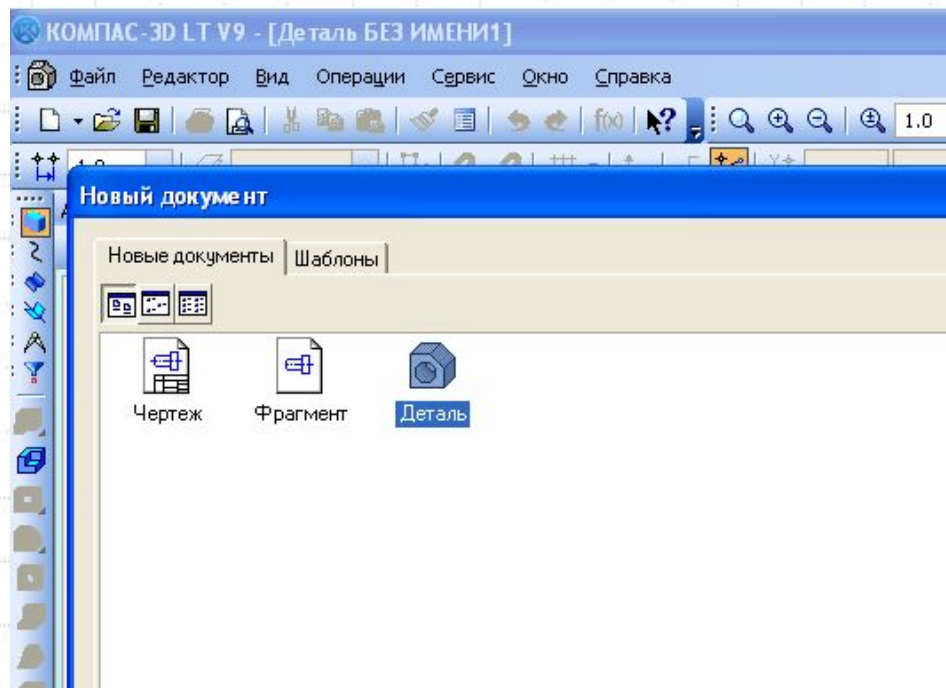 КОМПАС-3D LT V9 - [Деталь БЕЗ ИМЕНИ1]
Файл Редактор Вид Операции Сервис Окно Справка
f(x) ? 1.0
Новый документ
Новые документы Шаблоны
Чертеж Фрагмент Деталь